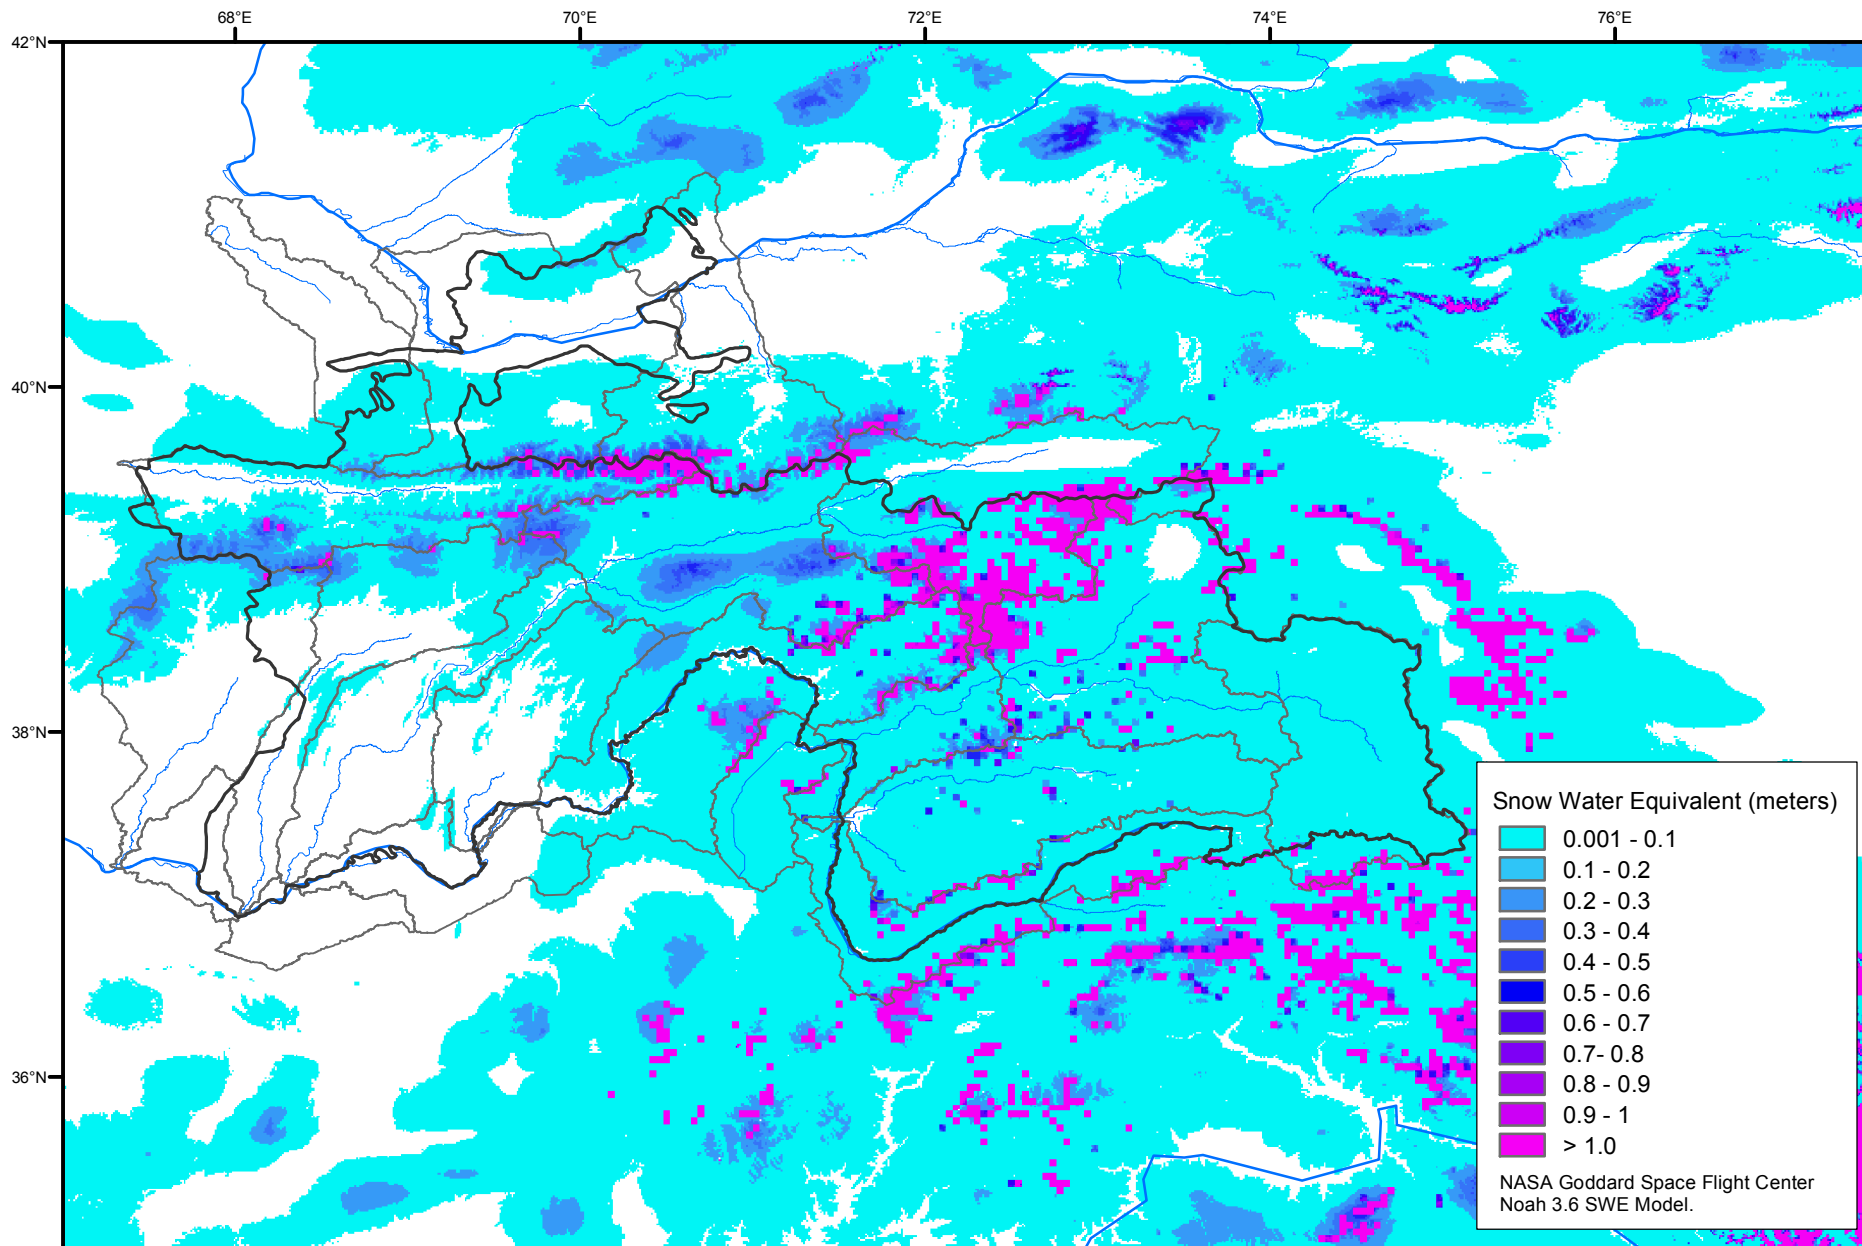 68°E 70°E 72°E 74°E 76°E
42°N
40°N
38°N
36°N
Snow Water Equivalent (meters)
0.001 - 0.1
0.1 - 0.2
0.2 - 0.3
0.3 - 0.4
0.4 - 0.5
0.5 - 0.6
0.6 - 0.7
0.7- 0.8
0.8 - 0.9
0.9 - 1
> 1.0
NASA Goddard Space Flight Center
Noah 3.6 SWE Model.